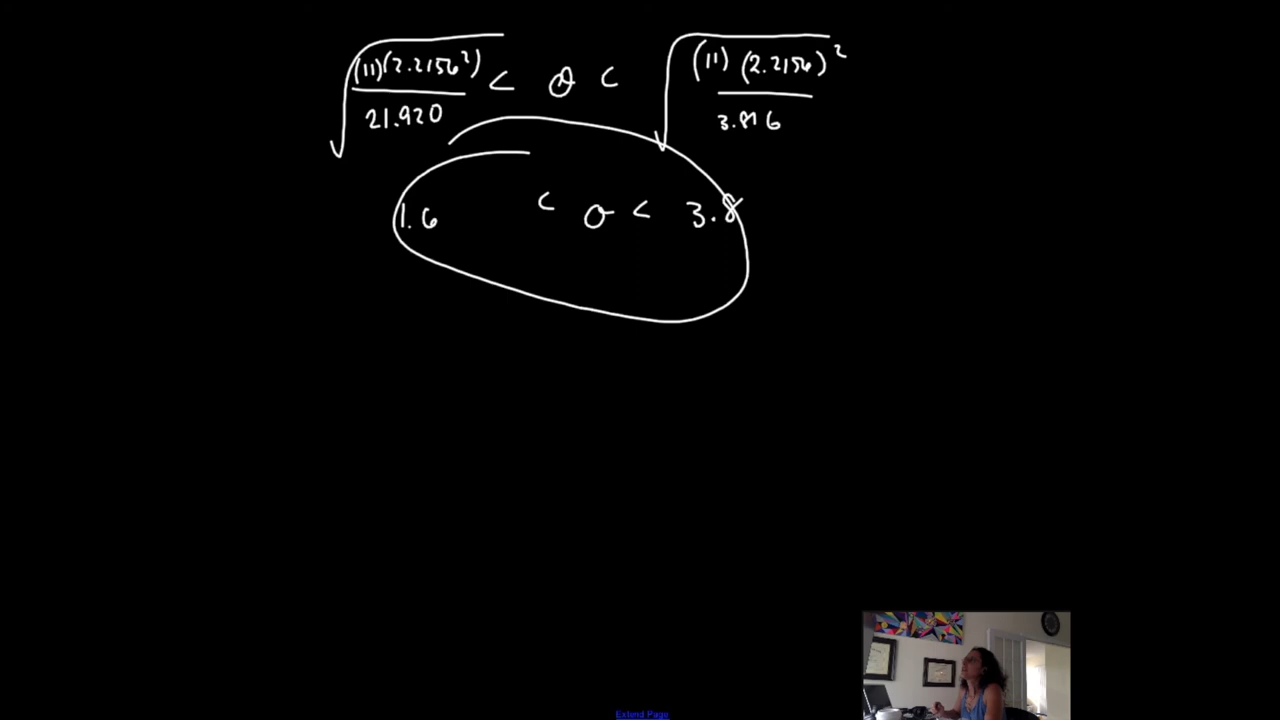 √((11)(2.2156²)/21.920) < σ < √((11)(2.2156)²/3.816)
1.6 < σ < 3.8
Extend Page